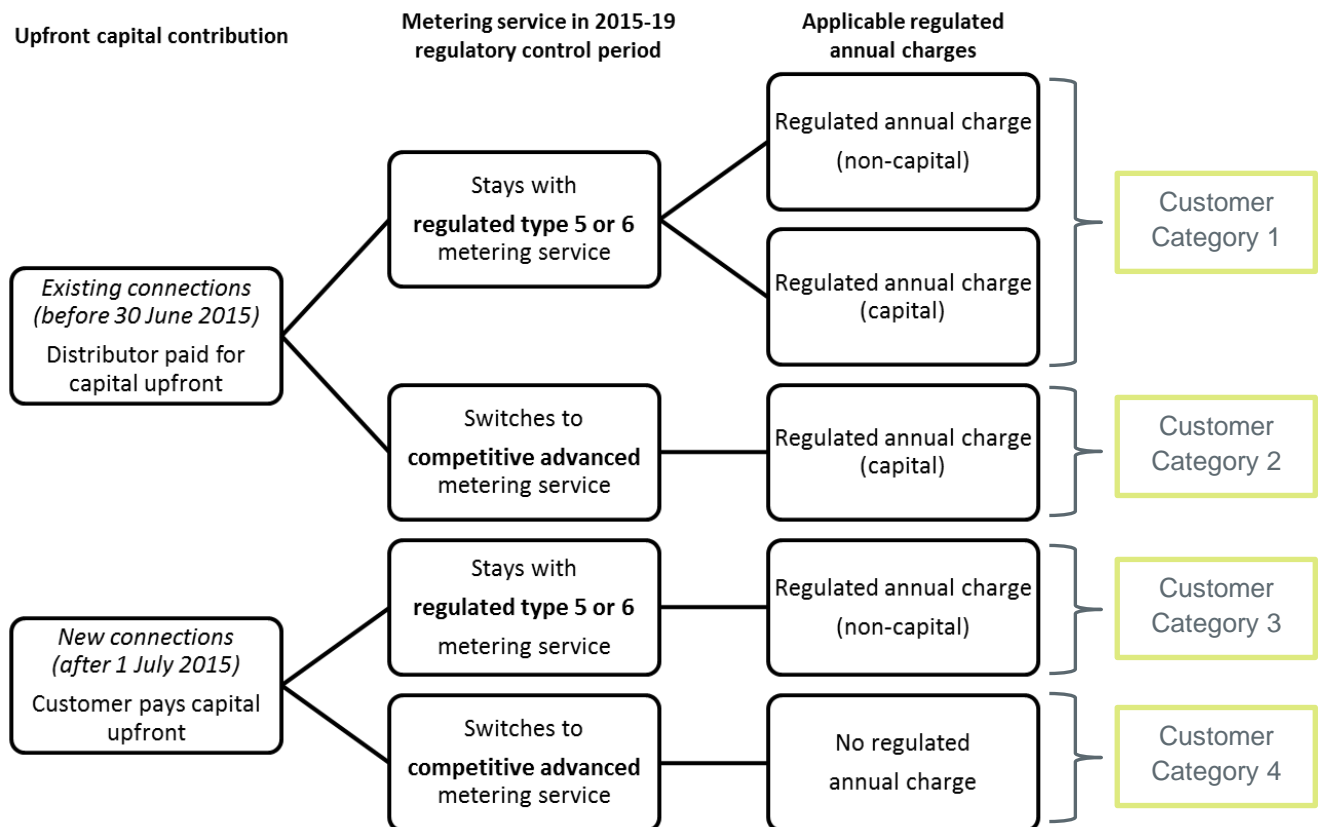 Upfront capital contribution
Metering service in 2015-19
regulatory control period
Applicable regulated
annual charges
Existing connections
(before 30 June 2015)
Distributor paid for
capital upfront
Stays with
regulated type 5 or 6
metering service
Regulated annual charge
(non-capital)
Regulated annual charge
(capital)
Customer
Category 1
Switches to
competitive advanced
metering service
Regulated annual charge
(capital)
Customer
Category 2
New connections
(after 1 July 2015)
Customer pays capital
upfront
Stays with
regulated type 5 or 6
metering service
Regulated annual charge
(non-capital)
Customer
Category 3
Switches to
competitive advanced
metering service
No regulated
annual charge
Customer
Category 4